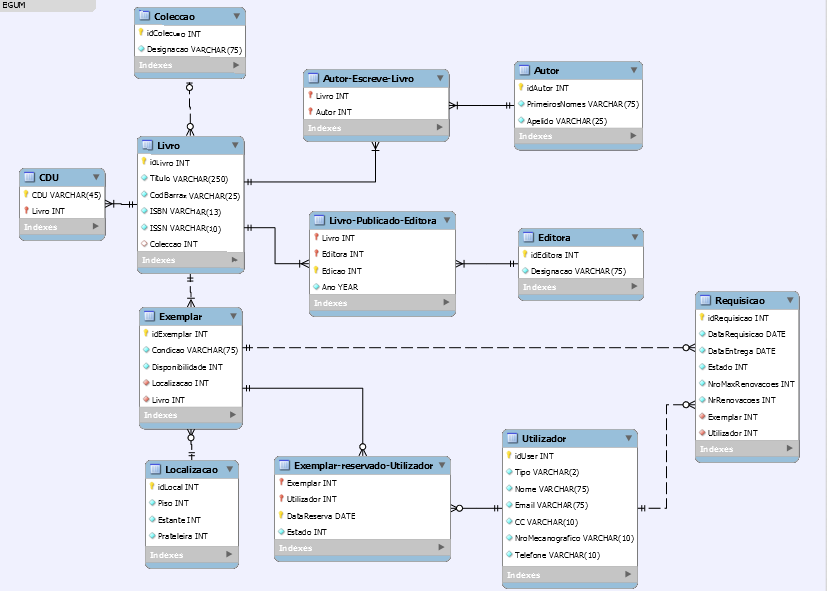 EGUM
Coleccao
idColeccao INT
Designacao VARCHAR(75)
Indexes
Livro
idLivro INT
Titulo VARCHAR(250)
CodBarras VARCHAR(25)
ISBN VARCHAR(13)
ISSN VARCHAR(10)
Coleccao INT
Indexes
CDU
CDU VARCHAR(45)
Livro INT
Indexes
Autor-Escreve-Livro
Livro INT
Autor INT
Indexes
Autor
idAutor INT
PrimeirosNomes VARCHAR(75)
Apelido VARCHAR(25)
Indexes
Livro-Publicado-Editora
Livro INT
Editora INT
Edicao INT
Ano YEAR
Indexes
Editora
idEditora INT
Designacao VARCHAR(75)
Indexes
Exemplar
idExemplar INT
Condicao VARCHAR(75)
Disponibilidade INT
Localizacao INT
Livro INT
Indexes
Requisicao
idRequisicao INT
DataRequisicao DATE
DataEntrega DATE
Estado INT
NroMaxRenovacoes INT
NrRenovacoes INT
Exemplar INT
Utilizador INT
Indexes
Localizacao
idLocal INT
Piso INT
Estante INT
Prateleira INT
Indexes
Exemplar-reservado-Utilizador
Exemplar INT
Utilizador INT
DataReserva DATE
Estado INT
Indexes
Utilizador
idUser INT
Tipo VARCHAR(2)
Nome VARCHAR(75)
Email VARCHAR(75)
CC VARCHAR(10)
NroMecanografico VARCHAR(10)
Telefone VARCHAR(10)
Indexes